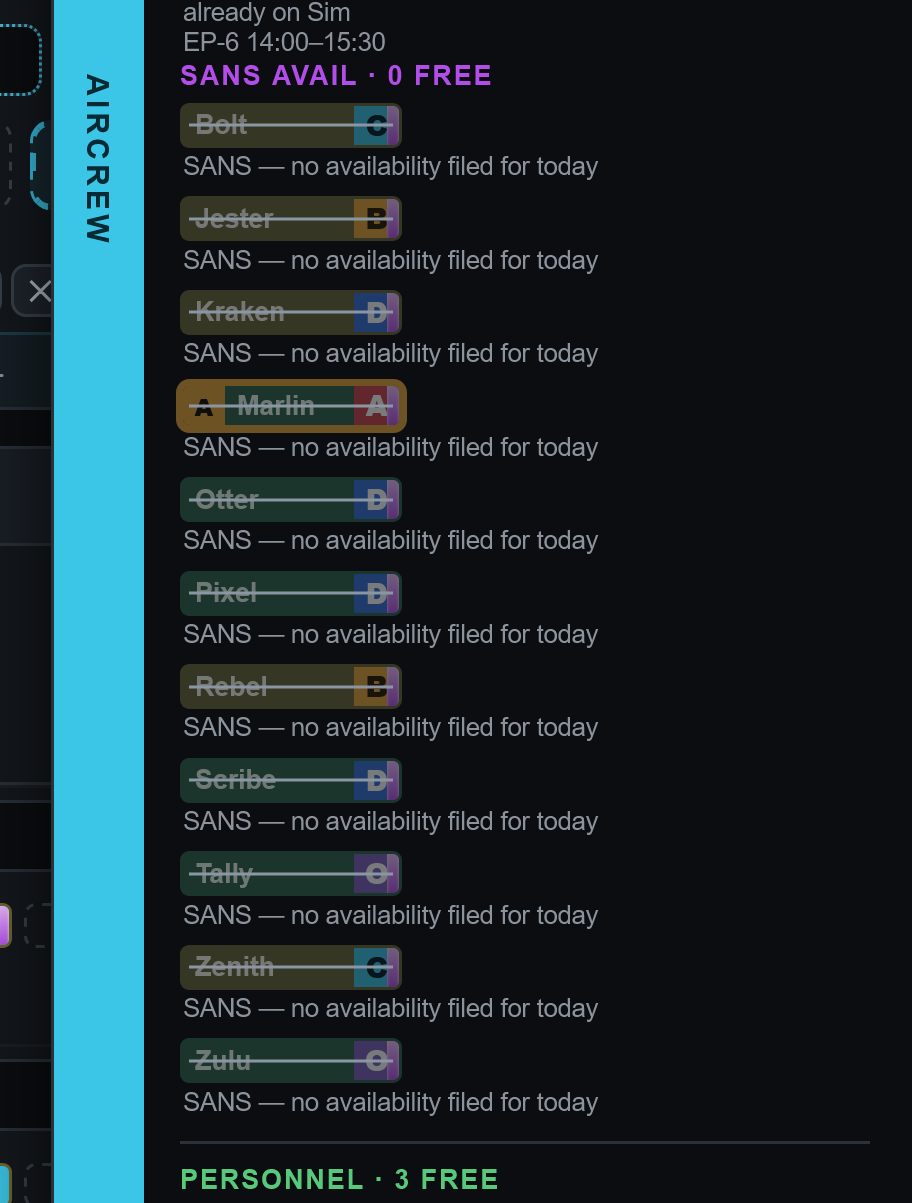 already on Sim
EP-6 14:00–15:30
SANS AVAIL · 0 FREE
Bolt C
SANS — no availability filed for today
Jester B
SANS — no availability filed for today
Kraken D
SANS — no availability filed for today
A Marlin A
SANS — no availability filed for today
Otter D
SANS — no availability filed for today
Pixel D
SANS — no availability filed for today
Rebel B
SANS — no availability filed for today
Scribe D
SANS — no availability filed for today
Tally O
SANS — no availability filed for today
Zenith C
SANS — no availability filed for today
Zulu O
SANS — no availability filed for today
PERSONNEL · 3 FREE
AIRCREW